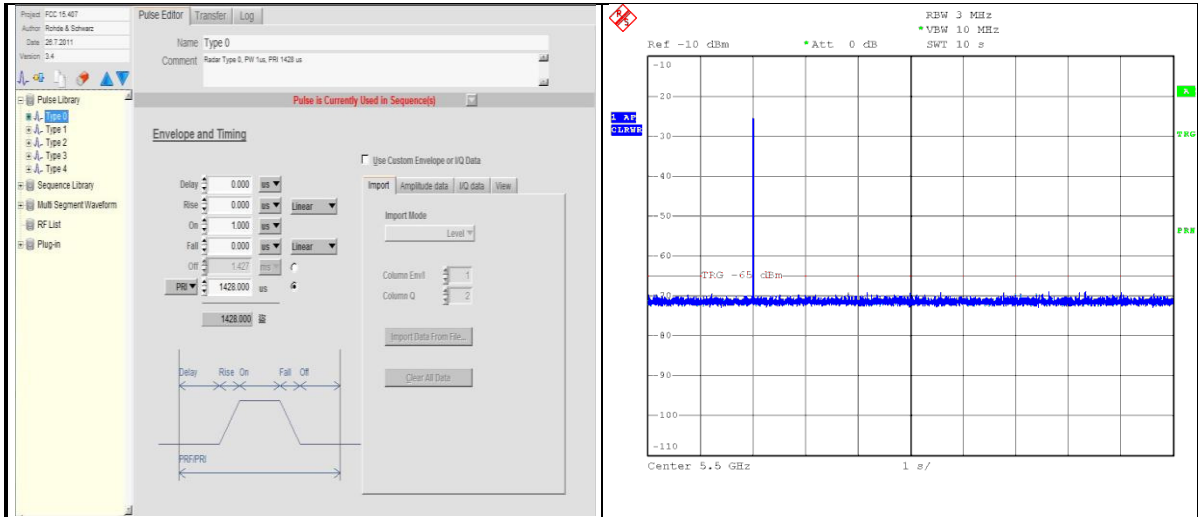 Project FCC 15.407
Author Rohde & Schwarz
Date 26.7.2011
Version 3.4
Pulse Library
Type 0
Type 1
Type 2
Type 3
Type 4
Sequence Library
Multi Segment Waveform
RF List
Plug-in
Pulse Editor Transfer Log
Name Type 0
Comment Radar Type 0, PW 1us, PRI 1428 us
Pulse is Currently Used in Sequence(s)
Envelope and Timing
Use Custom Envelope or I/Q Data
Delay 0.000 us
Rise 0.000 us Linear
On 1.000 us
Fall 0.000 us Linear
Off 1.427 ms
PRI 1428.000 us
1428.000
Import Amplitude data I/Q data View
Import Mode
Level
Column Env/I 1
Column Q 2
Import Data From File...
Clear All Data
Delay Rise On Fall Off
PRF/PRI
RBW 3 MHz
*VBW 10 MHz
Ref -10 dBm *Att 0 dB SWT 10 s
-10
-20
-30
-40
-50
-60
TRG -65 dBm
-70
-80
-90
-100
-110
1 AP
CLRWR
A
TRG
PRN
Center 5.5 GHz 1 s/